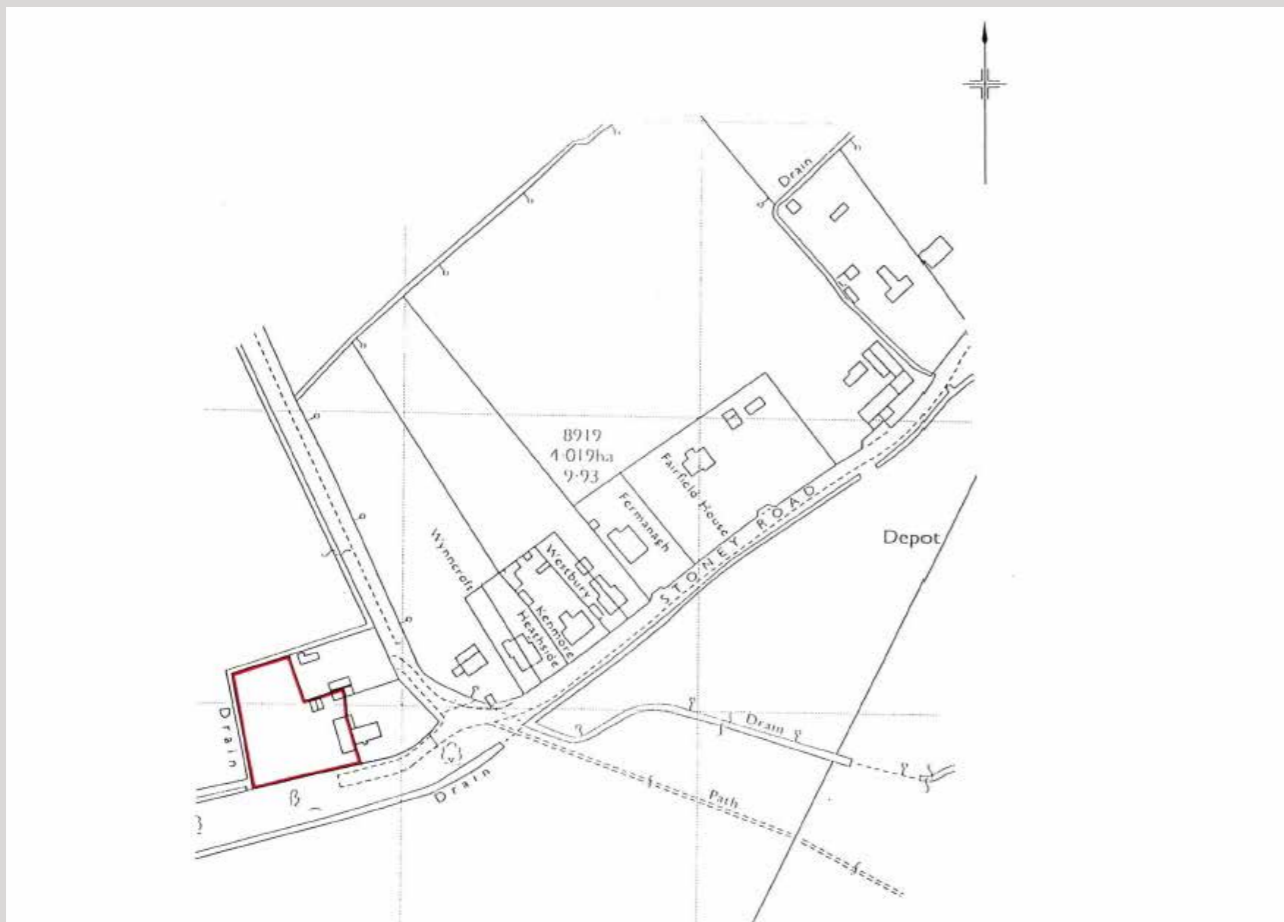 Drain
8919
4·019ha
9·93
Fairfield House
Fermanagh
STONEY ROAD
Depot
Westbury
Wynncroft
Kenmore
Heathside
Drain
Drain
Drain
Path